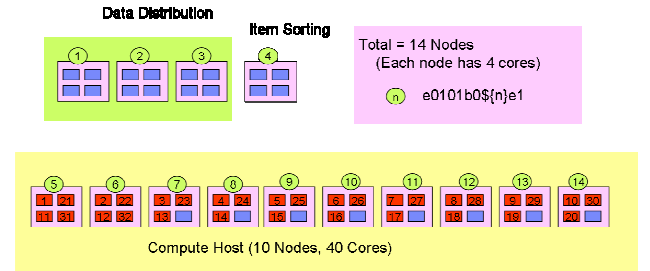 Data Distribution
Item Sorting
1 2 3 4
Total = 14 Nodes
(Each node has 4 cores)
n e0101b0${n}e1
5 6 7 8 9 10 11 12 13 14
1 21 2 22 3 23 4 24 5 25 6 26 7 27 8 28 9 29 10 30
11 31 12 32 13 14 15 16 17 18 19 20
Compute Host (10 Nodes, 40 Cores)